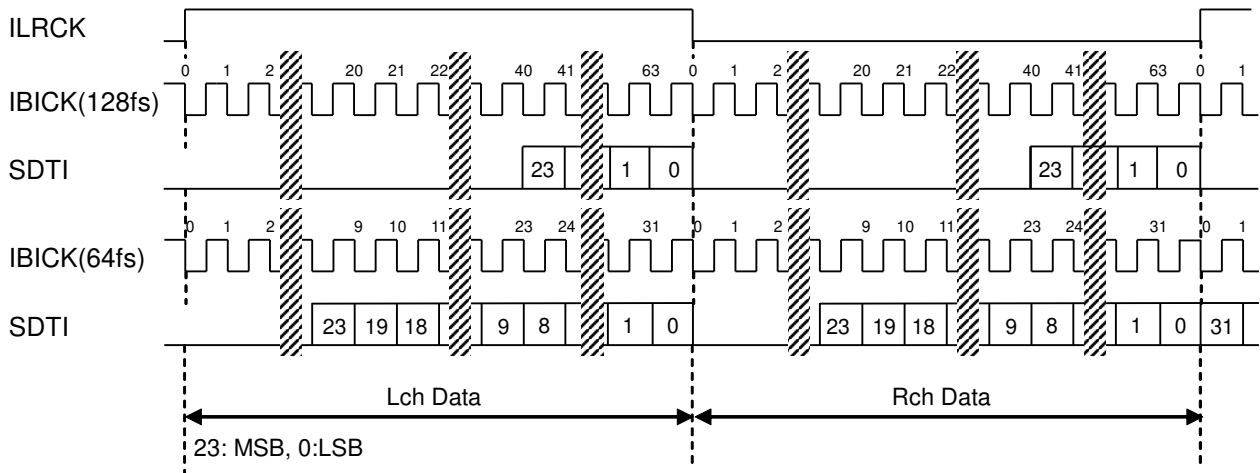 ILRCK
0 1 2 20 21 22 40 41 63 0 1 2 20 21 22 40 41 63 0 1
IBICK(128fs)
SDTI 23 1 0 23 1 0
0 1 2 9 10 11 23 24 31 0 1 2 9 10 11 23 24 31 0 1
IBICK(64fs)
SDTI 23 19 18 9 8 1 0 23 19 18 9 8 1 0 31
Lch Data Rch Data
23: MSB, 0:LSB